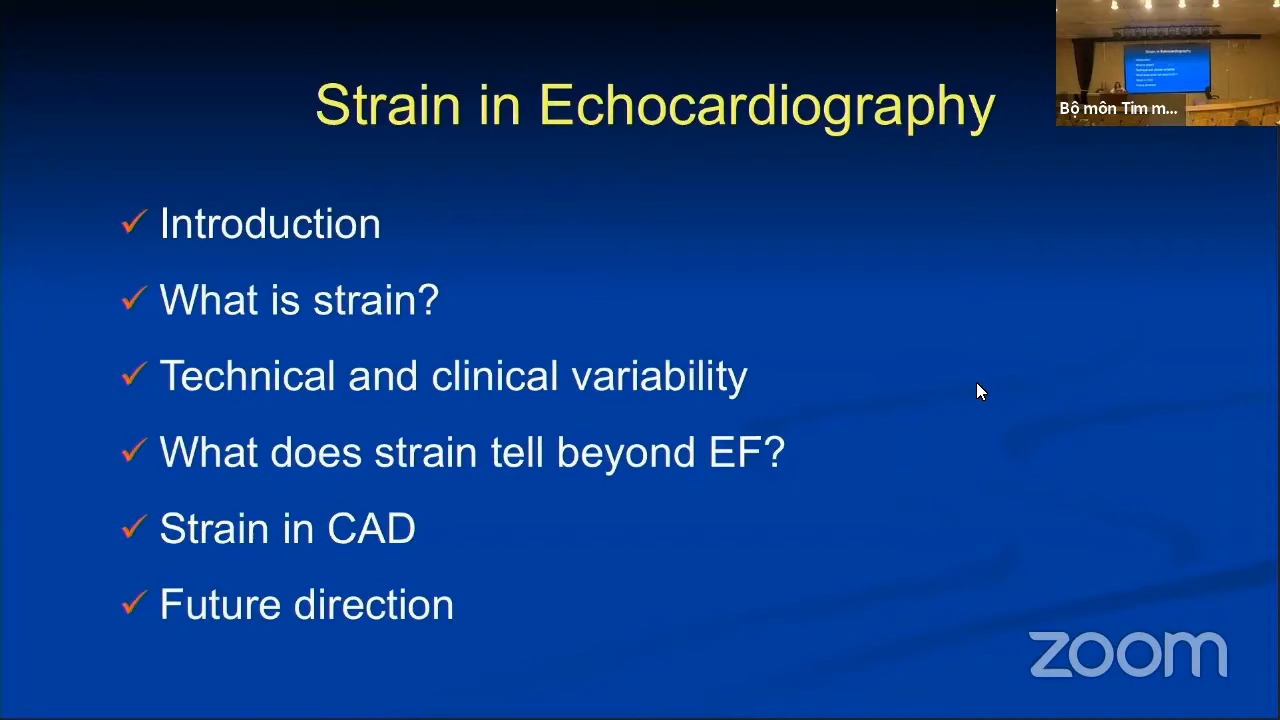 Strain in Echocardiography
Bộ môn Tim m...
Introduction
What is strain?
Technical and clinical variability
What does strain tell beyond EF?
Strain in CAD
Future direction
zoom